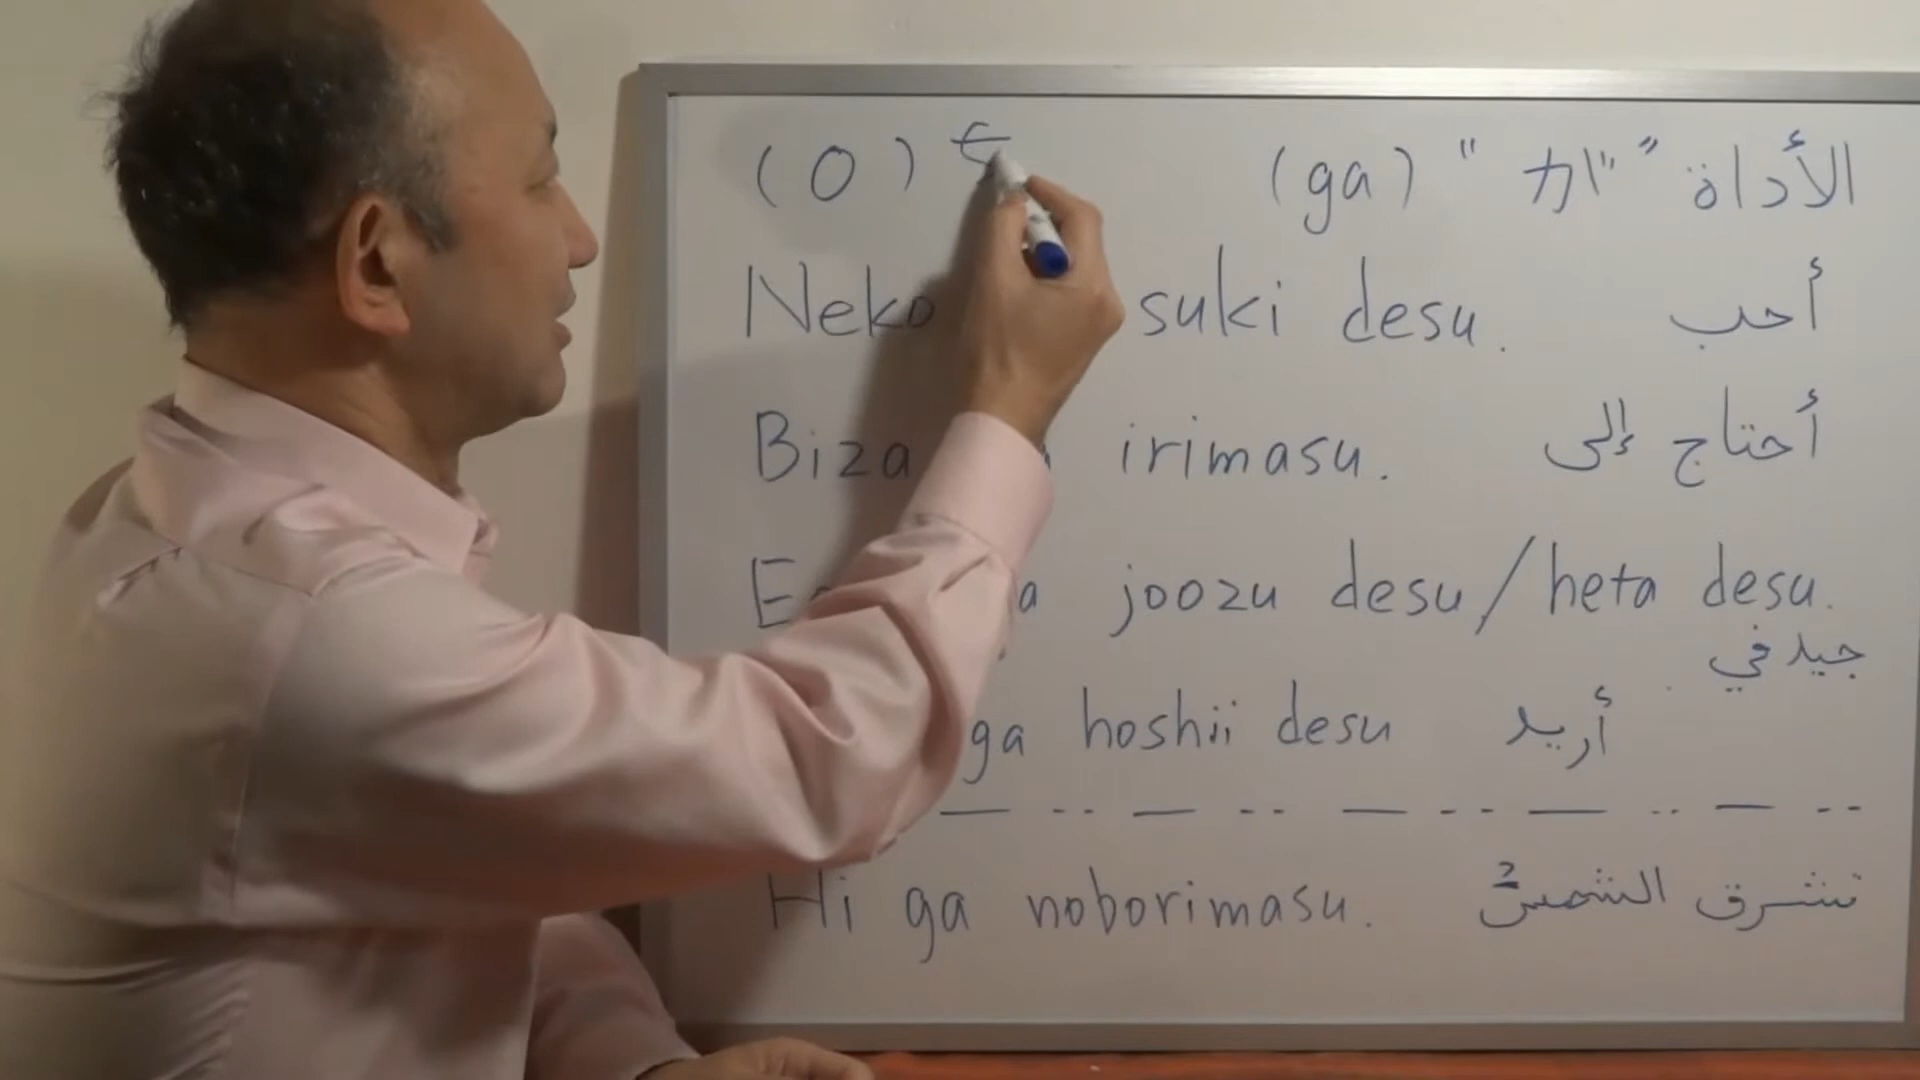 (o) (ga) "が" الأداة
Neko suki desu. أحب
Biza irimasu. أحتاج إلى
joozu desu/heta desu.
جيد في
ga hoshii desu أريد
Hi ga noborimasu. تشرق الشمسُ